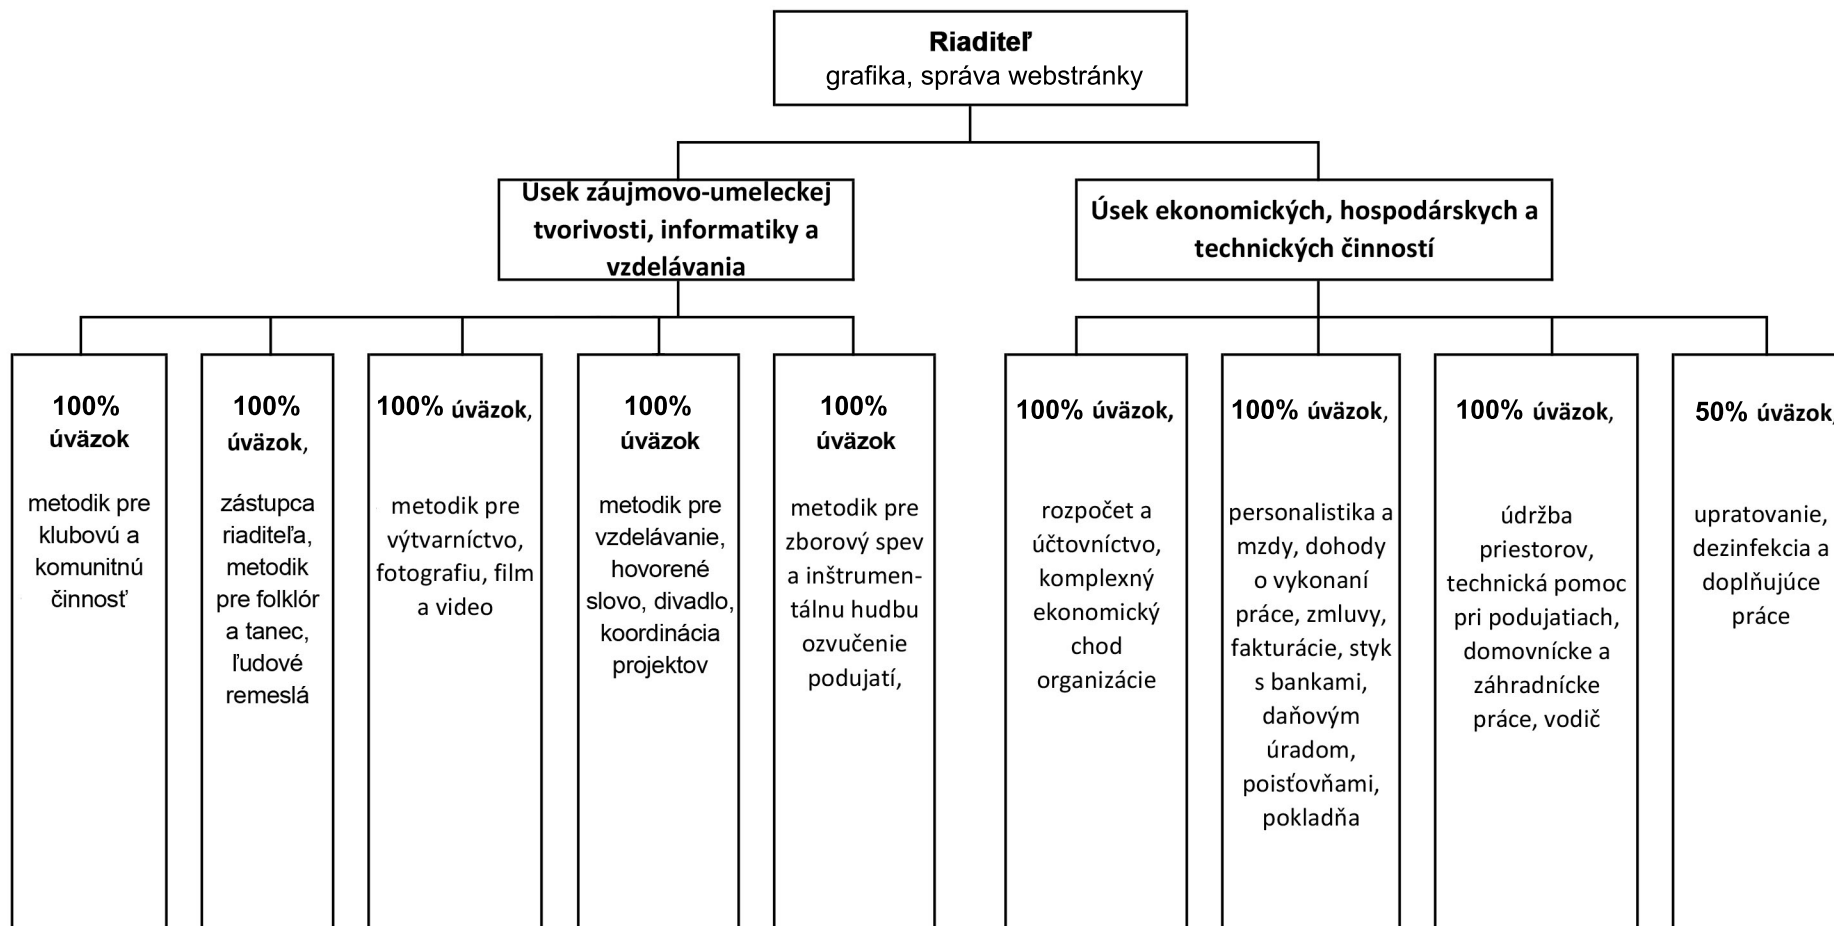 Riaditeľ
grafika, správa webstránky
Úsek záujmovo-umeleckej
tvorivosti, informatiky a
vzdelávania
Úsek ekonomických, hospodárskych a
technických činností
100%
úväzok
metodik pre
klubovú a
komunitnú
činnosť
100%
úväzok,
zástupca
riaditeľa,
metodik
pre folklór
a tanec,
ľudové
remeslá
100% úväzok,
metodik pre
výtvarníctvo,
fotografiu, film
a video
100%
úväzok
metodik pre
vzdelávanie,
hovorené
slovo, divadlo,
koordinácia
projektov
100%
úväzok
metodik pre
zborový spev
a inštrumen-
tálnu hudbu
ozvučenie
podujatí,
100% úväzok,
rozpočet a
účtovníctvo,
komplexný
ekonomický
chod
organizácie
100% úväzok,
personalistika a
mzdy, dohody
o vykonaní
práce, zmluvy,
fakturácie, styk
s bankami,
daňovým
úradom,
poisťovňami,
pokladňa
100% úväzok,
údržba
priestorov,
technická pomoc
pri podujatiach,
domovnícke a
záhradnícke
práce, vodič
50% úväzok,
upratovanie,
dezinfekcia a
doplňujúce
práce